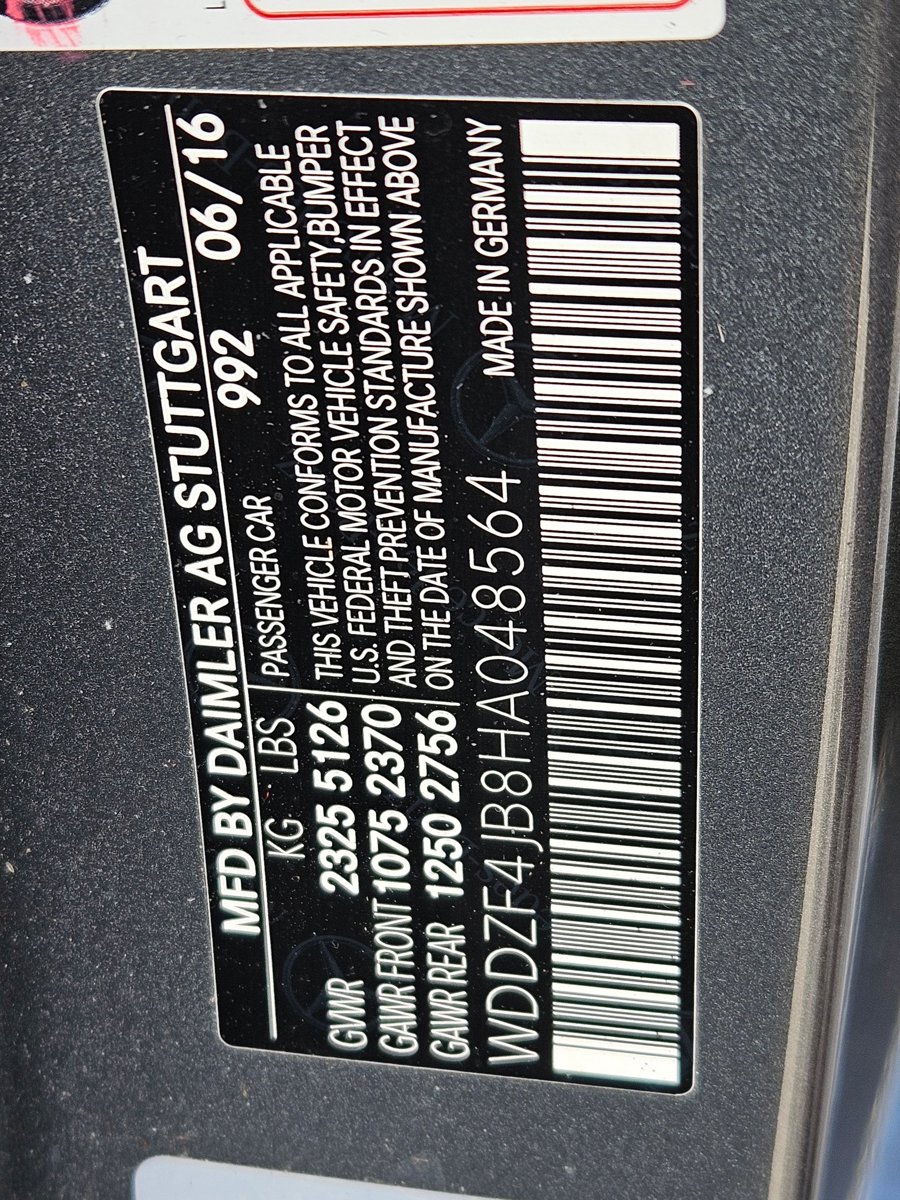 MFD BY DAIMLER AG STUTTGART
KG LBS 992 06/16
PASSENGER CAR
GVWR 2325 5126
GAWR FRONT 1075 2370
GAWR REAR 1250 2756
THIS VEHICLE CONFORMS TO ALL APPLICABLE
U.S. FEDERAL MOTOR VEHICLE SAFETY,BUMPER
AND THEFT PREVENTION STANDARDS IN EFFECT
ON THE DATE OF MANUFACTURE SHOWN ABOVE
WDDZF4JB8HA048564 MADE IN GERMANY